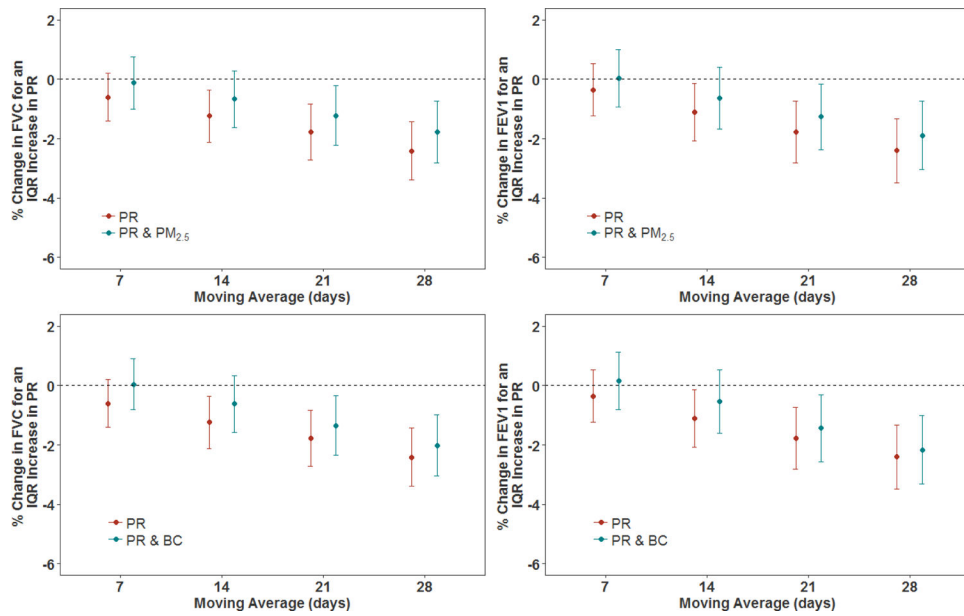 % Change in FVC for an
IQR Increase in PR
2
0
-2
-4
-6
PR
PR & PM2.5
7 14 21 28
Moving Average (days)
% Change in FEV1 for an
IQR Increase in PR
2
0
-2
-4
-6
PR
PR & PM2.5
7 14 21 28
Moving Average (days)
% Change in FVC for an
IQR Increase in PR
2
0
-2
-4
-6
PR
PR & BC
7 14 21 28
Moving Average (days)
% Change in FEV1 for an
IQR Increase in PR
2
0
-2
-4
-6
PR
PR & BC
7 14 21 28
Moving Average (days)